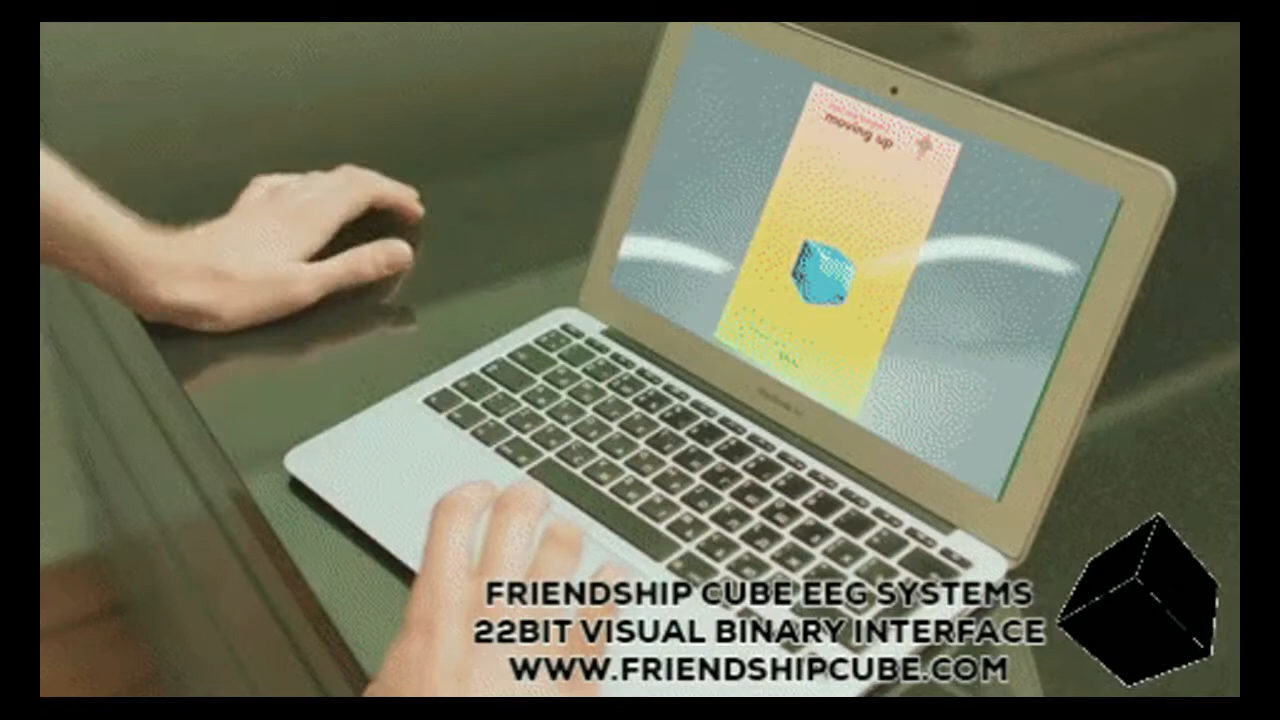 moving up
FRIENDSHIP CUBE EEG SYSTEMS
22BIT VISUAL BINARY INTERFACE
WWW.FRIENDSHIPCUBE.COM